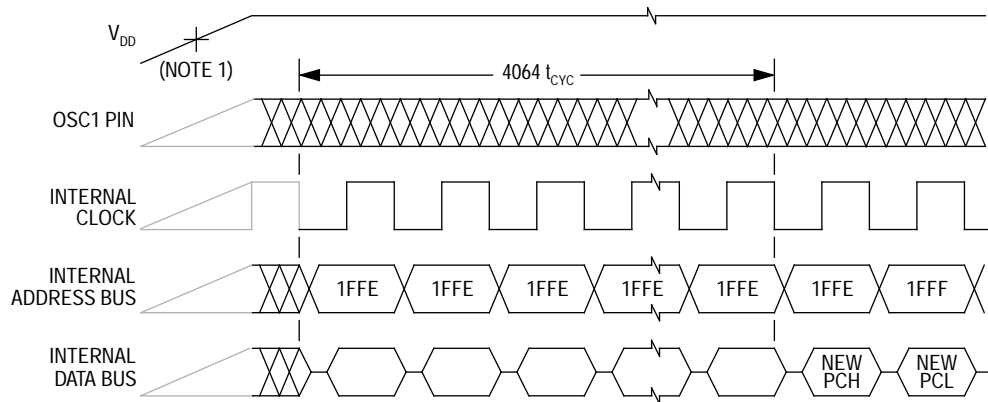 V_DD
(NOTE 1)
4064 t_CYC
OSC1 PIN
INTERNAL
CLOCK
INTERNAL
ADDRESS BUS
1FFE 1FFE 1FFE 1FFE 1FFE 1FFE 1FFF
INTERNAL
DATA BUS
NEW
PCH
NEW
PCL